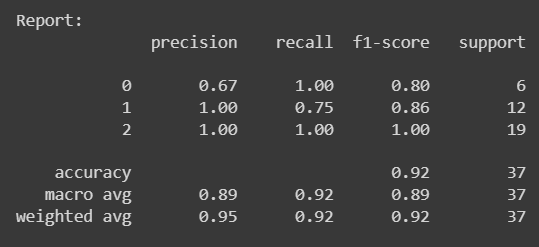 Report:
precision recall f1-score support
0 0.67 1.00 0.80 6
1 1.00 0.75 0.86 12
2 1.00 1.00 1.00 19
accuracy 0.92 37
macro avg 0.89 0.92 0.89 37
weighted avg 0.95 0.92 0.92 37